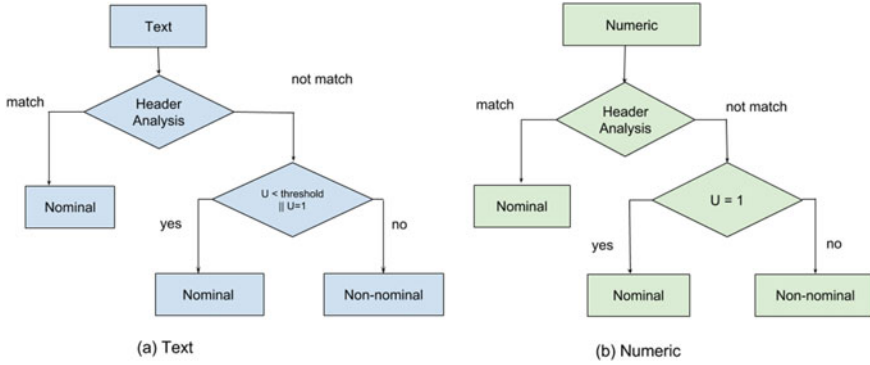 Text
match
not match
Header
Analysis
Nominal
U < threshold
|| U=1
yes
no
Nominal
Non-nominal
(a) Text
Numeric
match
not match
Header
Analysis
Nominal
U = 1
yes
no
Nominal
Non-nominal
(b) Numeric